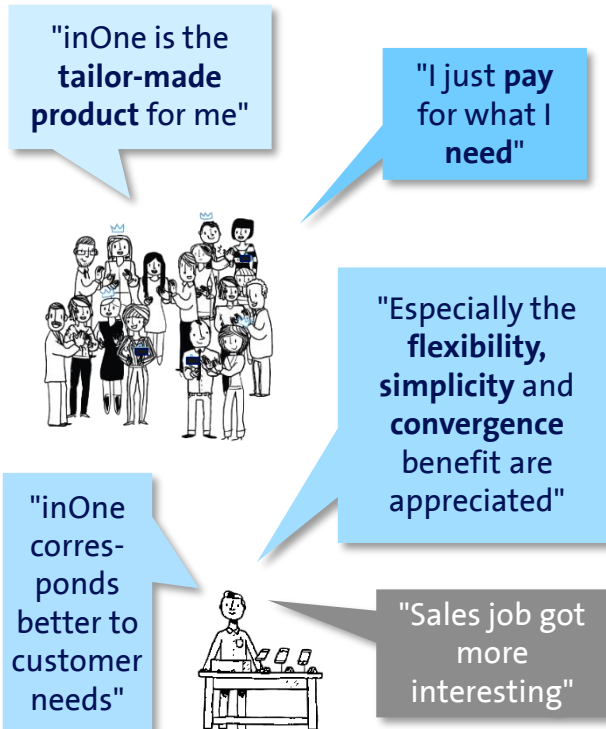 "inOne is the
tailor-made
product for me"
"I just pay
for what I
need"
"Especially the
flexibility,
simplicity and
convergence
benefit are
appreciated"
"inOne
corres-
ponds
better to
customer
needs"
"Sales job got
more
interesting"